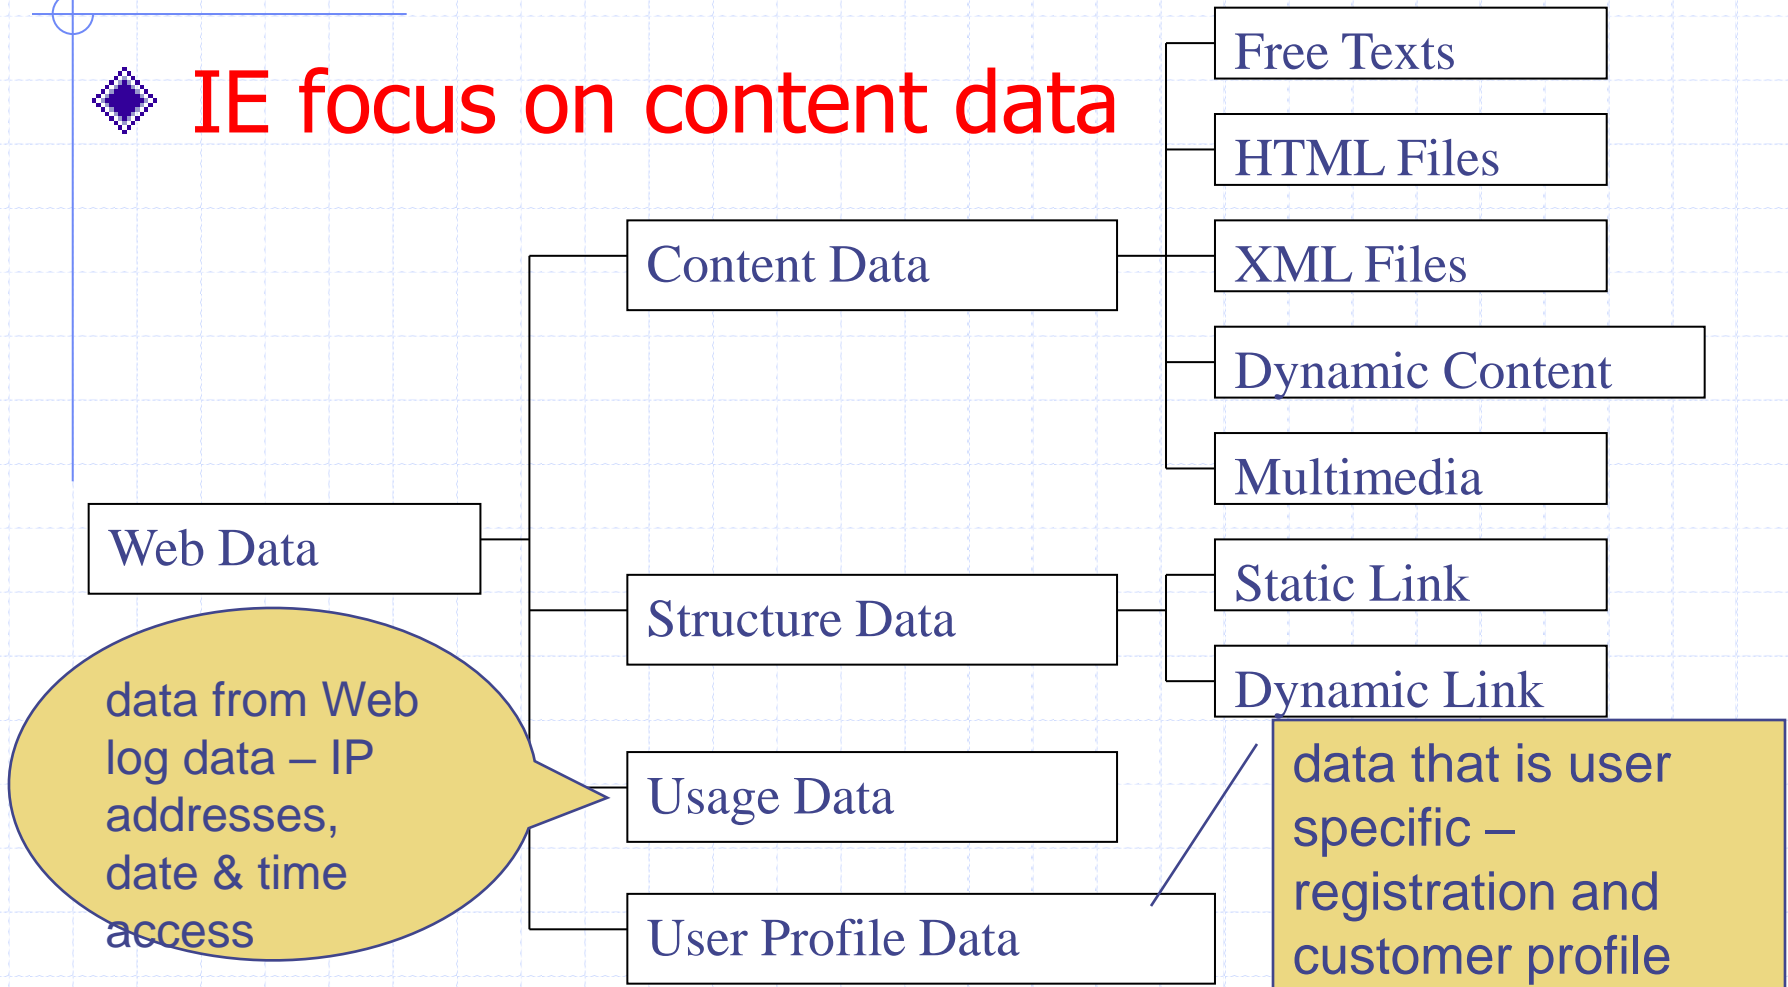 IE focus on content data
Free Texts
HTML Files
XML Files
Dynamic Content
Multimedia
Content Data
Web Data
Structure Data
Static Link
Dynamic Link
Usage Data
User Profile Data
data from Web
log data – IP
addresses,
date & time
access
data that is user
specific –
registration and
customer profile